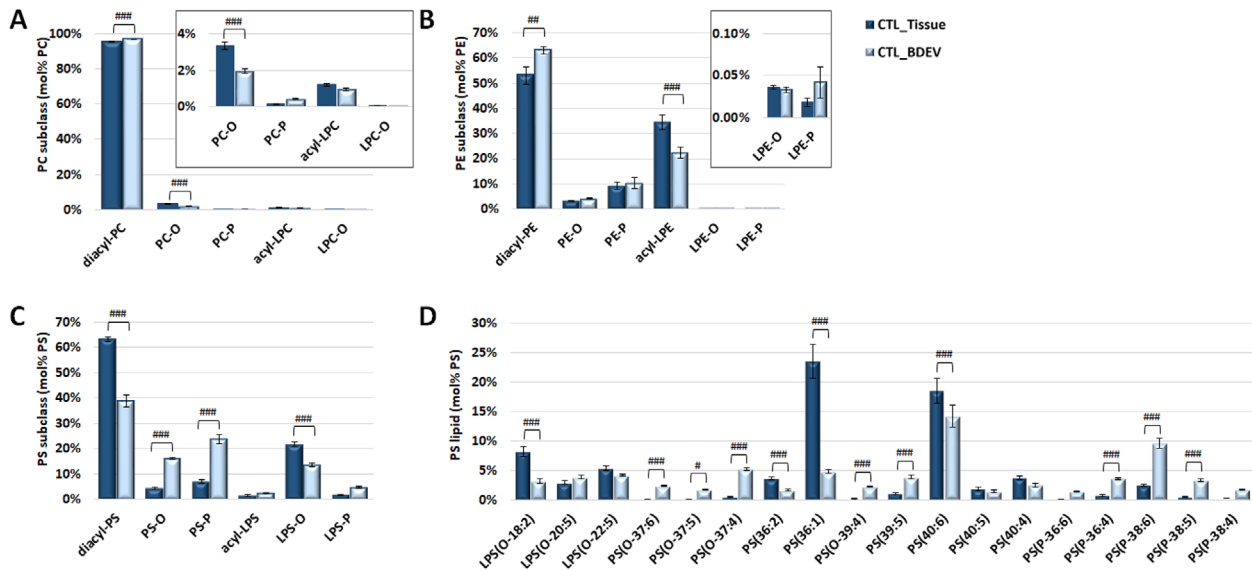 A
PC subclass (mol% PC)
100%
80%
60%
40%
20%
0%
###
###
diacyl-PC
PC-O
PC-P
acyl-LPC
LPC-O
4%
2%
0%
###
PC-O
PC-P
acyl-LPC
LPC-O
B
PE subclass (mol% PE)
70%
60%
50%
40%
30%
20%
10%
0%
##
###
diacyl-PE
PE-O
PE-P
acyl-LPE
LPE-O
LPE-P
0.10%
0.05%
0.00%
LPE-O
LPE-P
CTL_Tissue
CTL_BDEV
C
PS subclass (mol% PS)
70%
60%
50%
40%
30%
20%
10%
0%
###
###
###
###
diacyl-PS
PS-O
PS-P
acyl-LPS
LPS-O
LPS-P
D
PS lipid (mol% PS)
30%
25%
20%
15%
10%
5%
0%
###
###
#
###
###
###
###
###
###
###
###
###
LPS(O-18:2)
LPS(O-20:5)
LPS(O-22:5)
PS(O-37:6)
PS(O-37:5)
PS(O-37:4)
PS(36:2)
PS(36:1)
PS(O-39:4)
PS(39:5)
PS(40:6)
PS(40:5)
PS(40:4)
PS(P-36:6)
PS(P-36:4)
PS(P-38:6)
PS(P-38:5)
PS(P-38:4)